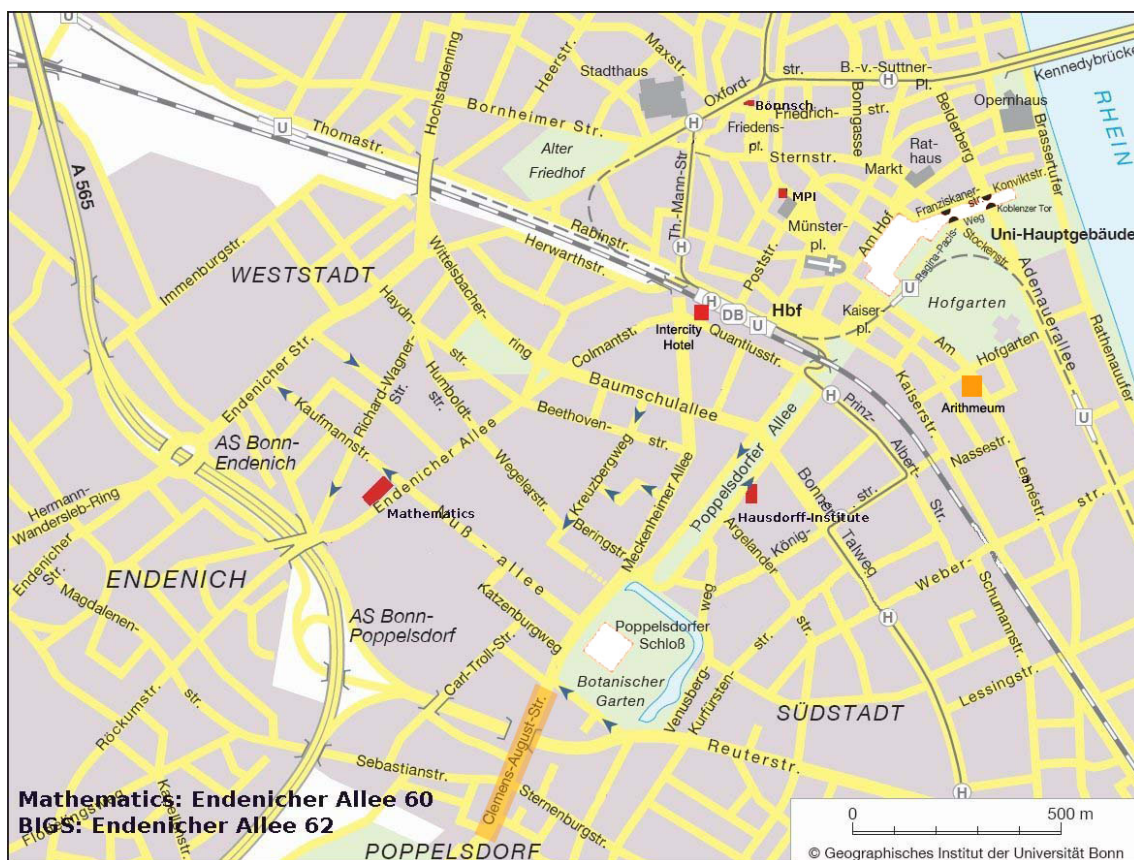 U
A 565
Thomastr.
U
Hochstadenring
Heerstr.
Bornheimer Str.
Maxstr.
Stadthaus
Oxford-
str.
H
B.-v.-Suttner-
Pl.
Kennedybrücke
RHEIN
Bonnsch
Friedrich-
str.
Friedens-
pl.
Bonngasse
Belderberg
Opernhaus
Brassertufer
H
Alter
Friedhof
Sternstr.
Markt
Rat-
haus
Th.-Mann-Str
H
MPI
Franziskaner-
str.
Konviktstr.
Koblenzer Tor
Am Hof
Regina-Pacis-
Weg
Stockenstr.
Uni-Hauptgebäude
Münster-
pl.
Poststr.
Rabinstr.
Herwarthstr.
Immenburgstr.
WESTSTADT
Wittelsbacher-
ring
Haydn-
str.
Richard-Wagner-
Str.
Humboldt-
str.
Colmantst.
Intercity
Hotel
H
DB
U
Hbf
Quantiusstr.
Kaiser
pl.
U
Hofgarten
Am
Hofgarten
Adenauerallee
Rathenauufer
U
Arithmeum
Kaiserstr.
Nassestr.
Lennéstr.
Endenicher Str.
Kaufmannstr.
Endenicher Allee
Baumschulallee
Beethoven-
str.
Kreuzbergweg
Wegelerstr.
Beringstr.
Meckenheimer Allee
Poppelsdorfer Allee
H
Prinz-
Albert-
Str.
Bonner
Talweg
H
König-
str.
Argelander
Hausdorff-Institute
Weber-
str.
Schumannstr.
H
Lessingstr.
AS Bonn-
Endenich
Mathematics
Nuß-allee
Hermann-
Wandersleb-Ring
Endenicher
Str.
Magdalenen-
str.
ENDENICH
AS Bonn-
Poppelsdorf
Katzenburgweg
Carl-Troll-Str.
Poppelsdorfer
Schloß
Botanischer
Garten
Venusberg-
weg
Kurfürsten-
str.
SÜDSTADT
Reuterstr.
H
Röckumstr.
Sebastianstr.
Clemens-August-Str.
Sternenburgstr.
Flodelingsweg
POPPELSDORF
Mathematics: Endenicher Allee 60
BIGS: Endenicher Allee 62
0 500 m
© Geographisches Institut der Universität Bonn